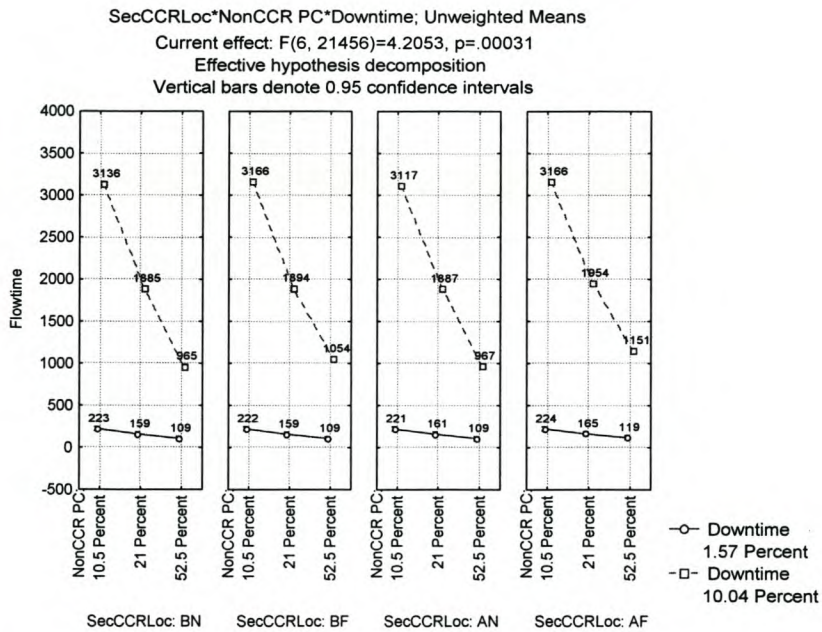 SecCCRLoc*NonCCR PC*Downtime; Unweighted Means
Current effect: F(6, 21456)=4.2053, p=.00031
Effective hypothesis decomposition
Vertical bars denote 0.95 confidence intervals
Flowtime
4000
3500
3000
2500
2000
1500
1000
500
0
-500
3136
1885
965
223
159
109
NonCCR PC
10.5 Percent
21 Percent
52.5 Percent
SecCCRLoc: BN
3166
1894
1054
222
159
109
NonCCR PC
10.5 Percent
21 Percent
52.5 Percent
SecCCRLoc: BF
3117
1887
967
221
161
109
NonCCR PC
10.5 Percent
21 Percent
52.5 Percent
SecCCRLoc: AN
3166
1954
1151
224
165
119
NonCCR PC
10.5 Percent
21 Percent
52.5 Percent
SecCCRLoc: AF
Downtime
1.57 Percent
Downtime
10.04 Percent